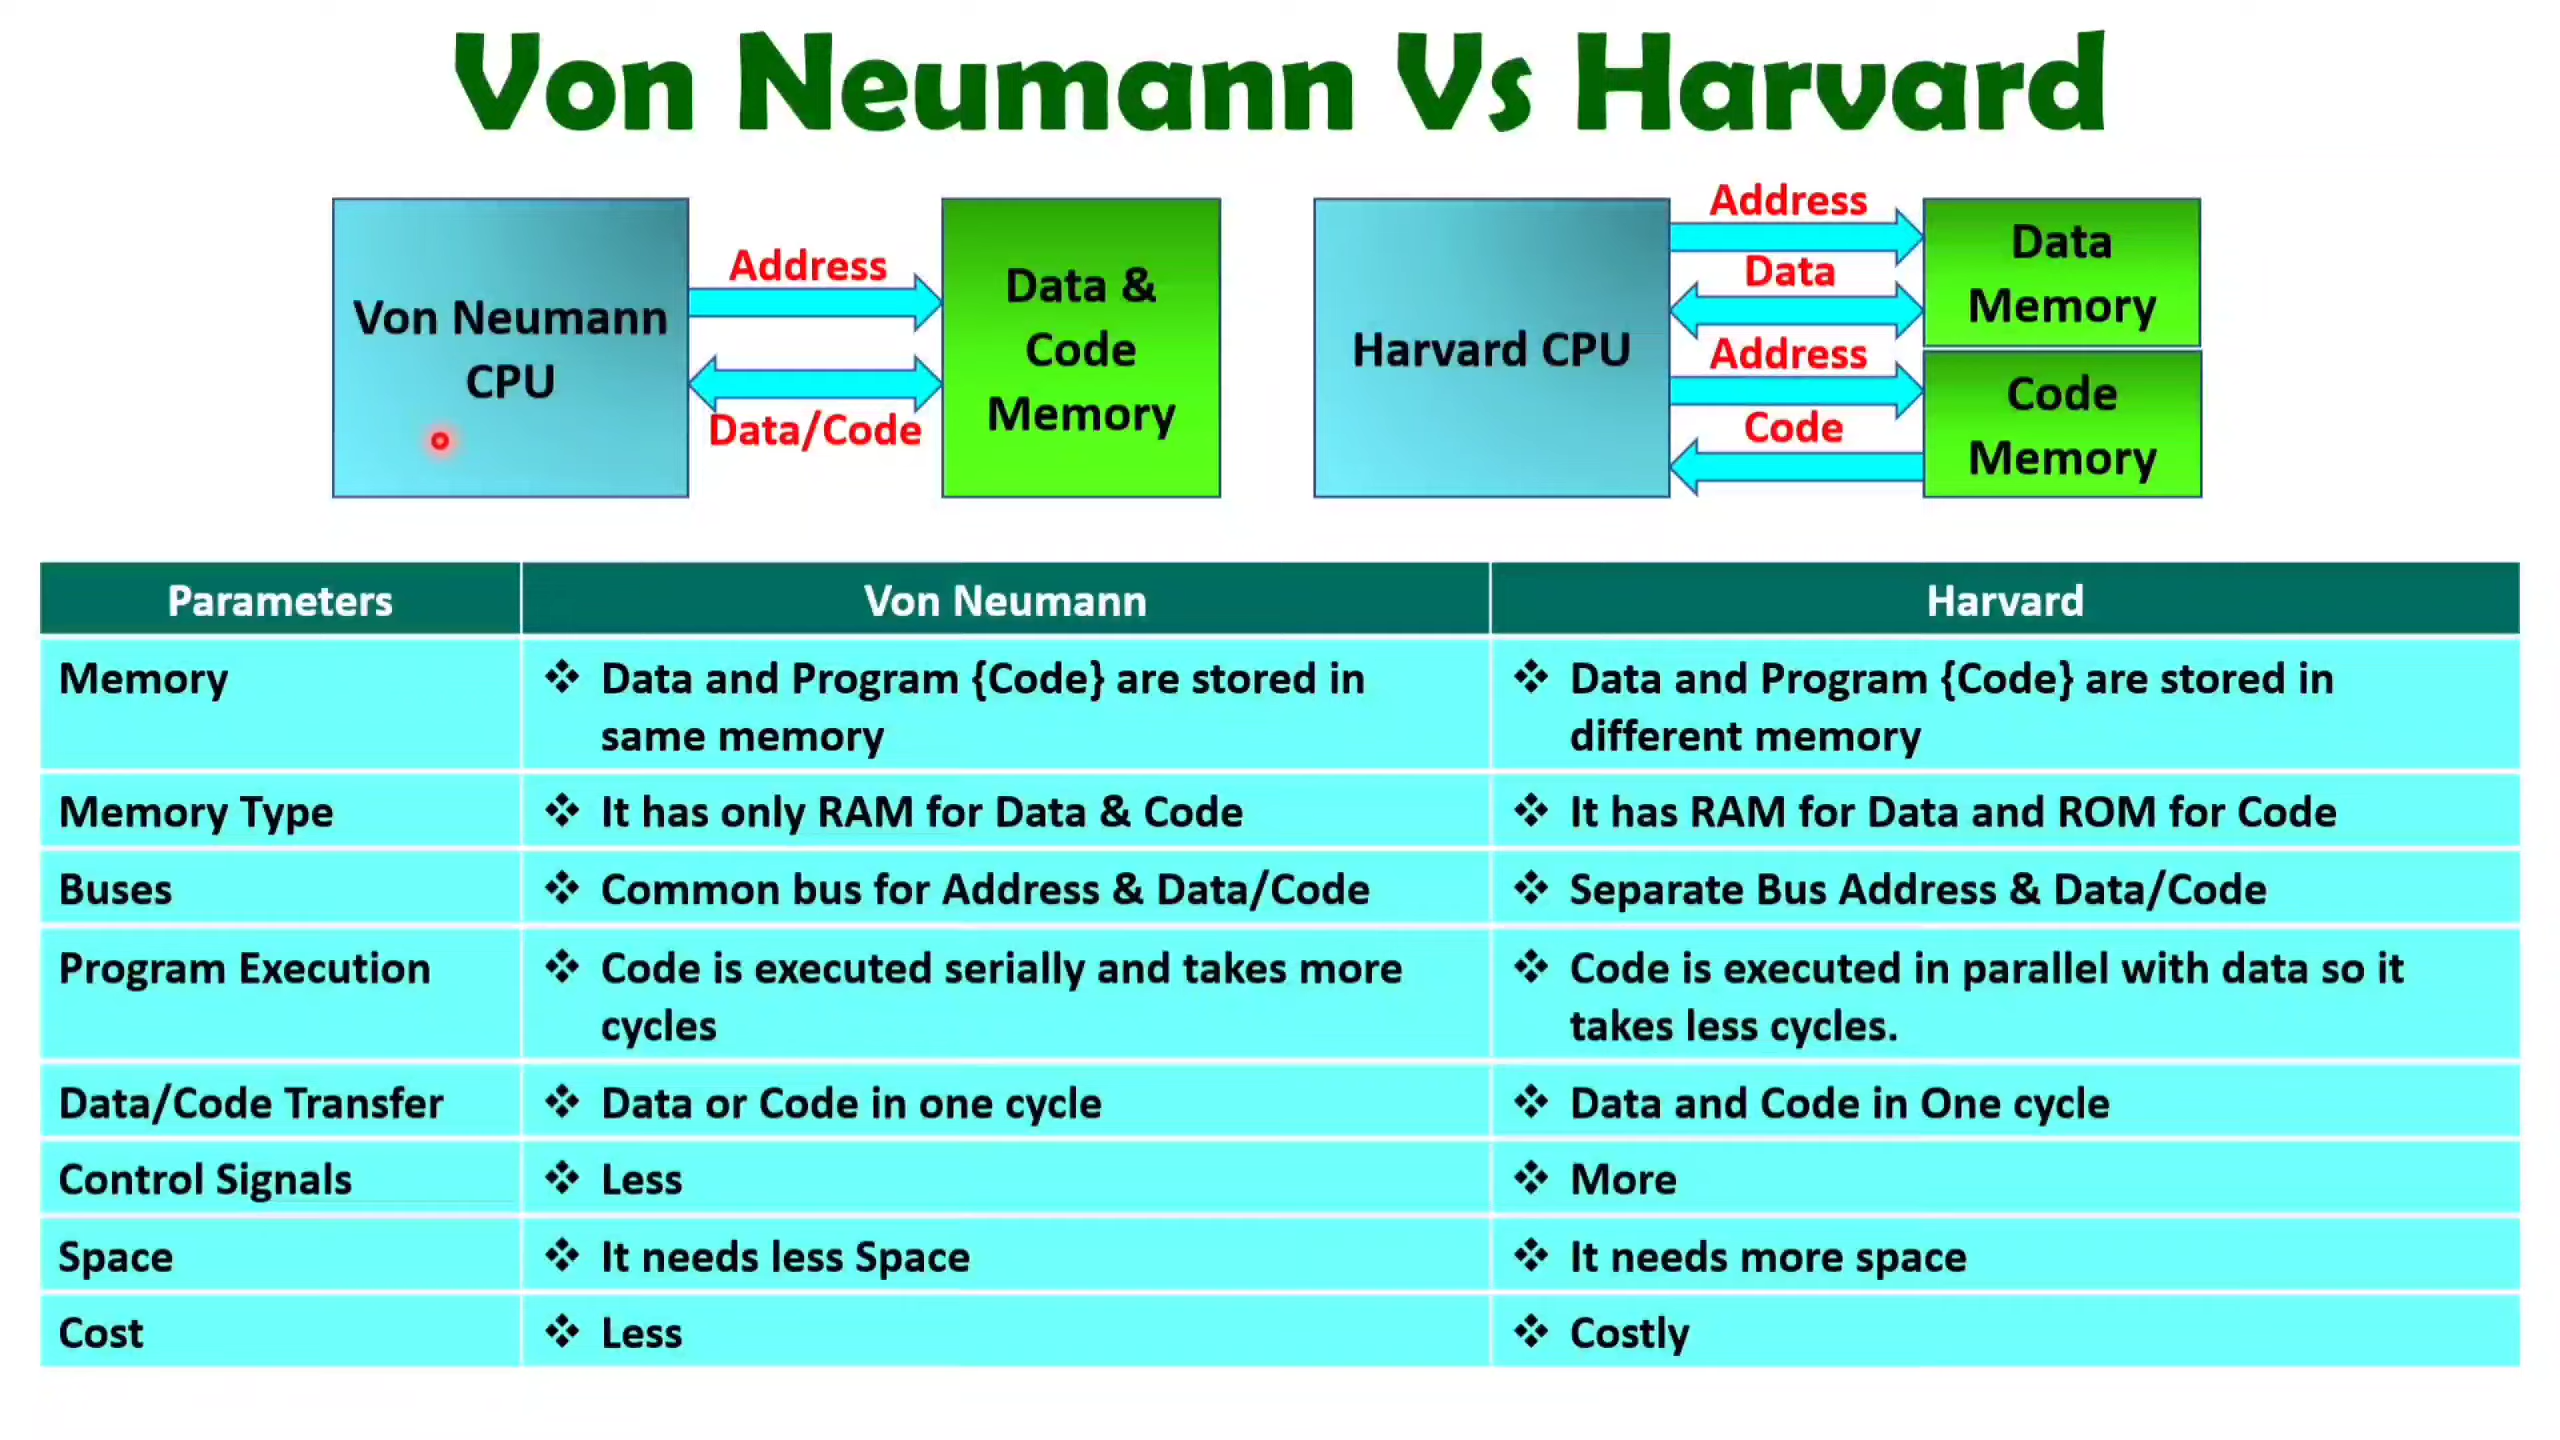 Von Neumann Vs Harvard
Von Neumann
CPU
Address
Data/Code
Data &
Code
Memory
Harvard CPU
Address
Data
Address
Code
Data
Memory
Code
Memory
Parameters
Von Neumann
Harvard
Memory
❖ Data and Program {Code} are stored in
same memory
❖ Data and Program {Code} are stored in
different memory
Memory Type
❖ It has only RAM for Data & Code
❖ It has RAM for Data and ROM for Code
Buses
❖ Common bus for Address & Data/Code
❖ Separate Bus Address & Data/Code
Program Execution
❖ Code is executed serially and takes more
cycles
❖ Code is executed in parallel with data so it
takes less cycles.
Data/Code Transfer
❖ Data or Code in one cycle
❖ Data and Code in One cycle
Control Signals
❖ Less
❖ More
Space
❖ It needs less Space
❖ It needs more space
Cost
❖ Less
❖ Costly